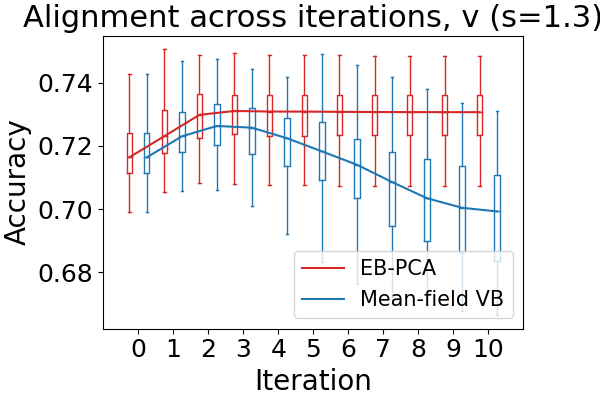 Alignment across iterations, v (s=1.3)
Accuracy
0.74
0.72
0.70
0.68
EB-PCA
Mean-field VB
0 1 2 3 4 5 6 7 8 9 10
Iteration